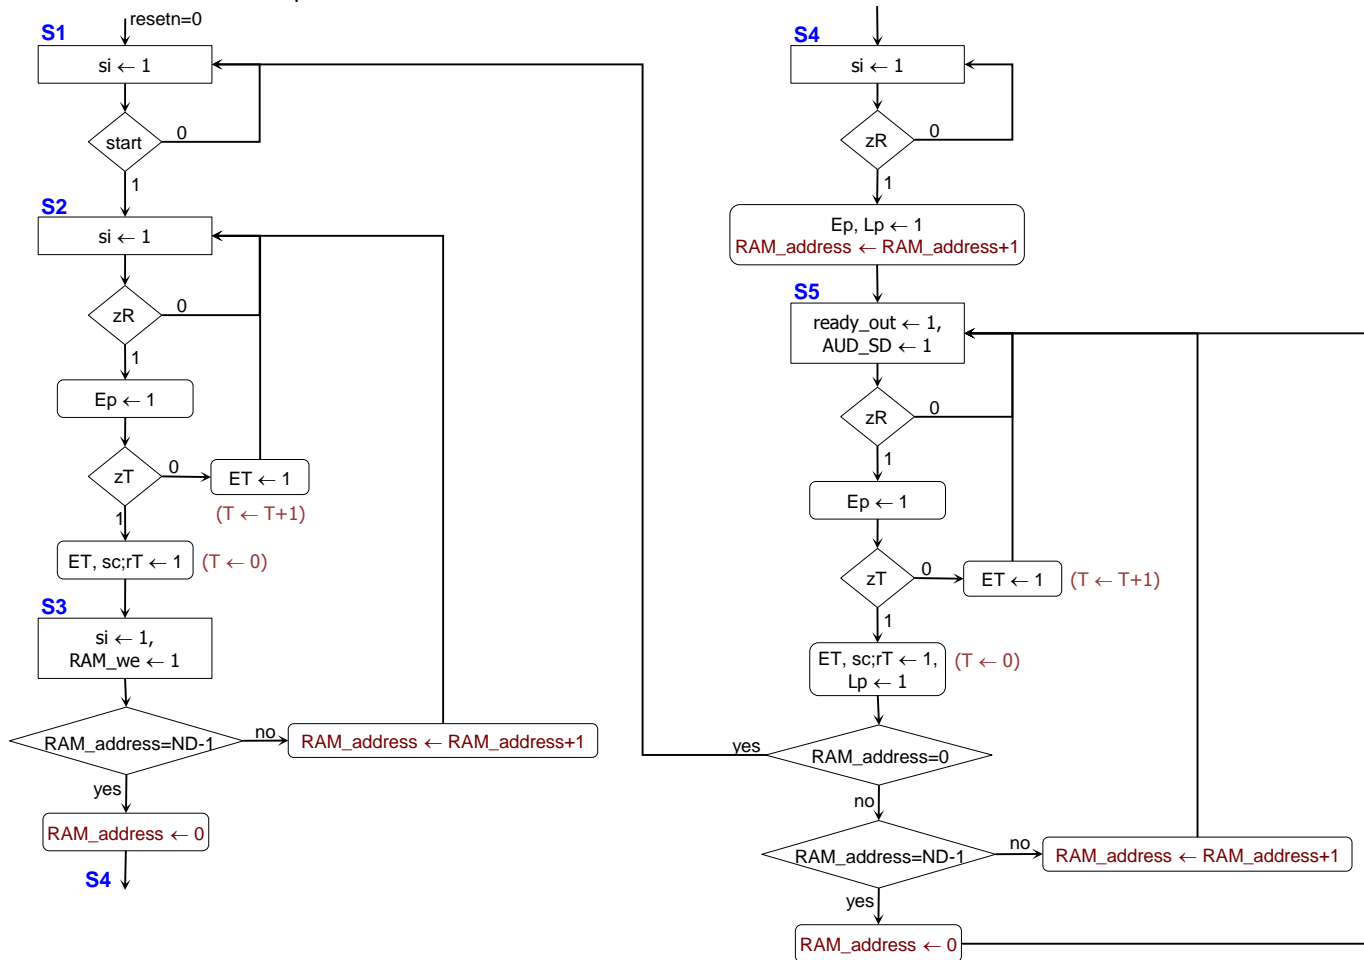 resetn=0
S1
si ← 1
start
0
1
S2
si ← 1
zR
0
1
Ep ← 1
zT
0
ET ← 1
(T ← T+1)
1
ET, sc;rT ← 1
(T ← 0)
S3
si ← 1,
RAM_we ← 1
RAM_address=ND-1
no
RAM_address ← RAM_address+1
yes
RAM_address ← 0
S4
S4
si ← 1
zR
0
1
Ep, Lp ← 1
RAM_address ← RAM_address+1
S5
ready_out ← 1,
AUD_SD ← 1
zR
0
1
Ep ← 1
zT
0
ET ← 1
(T ← T+1)
1
ET, sc;rT ← 1,
Lp ← 1
(T ← 0)
yes
RAM_address=0
no
RAM_address=ND-1
no
RAM_address ← RAM_address+1
yes
RAM_address ← 0